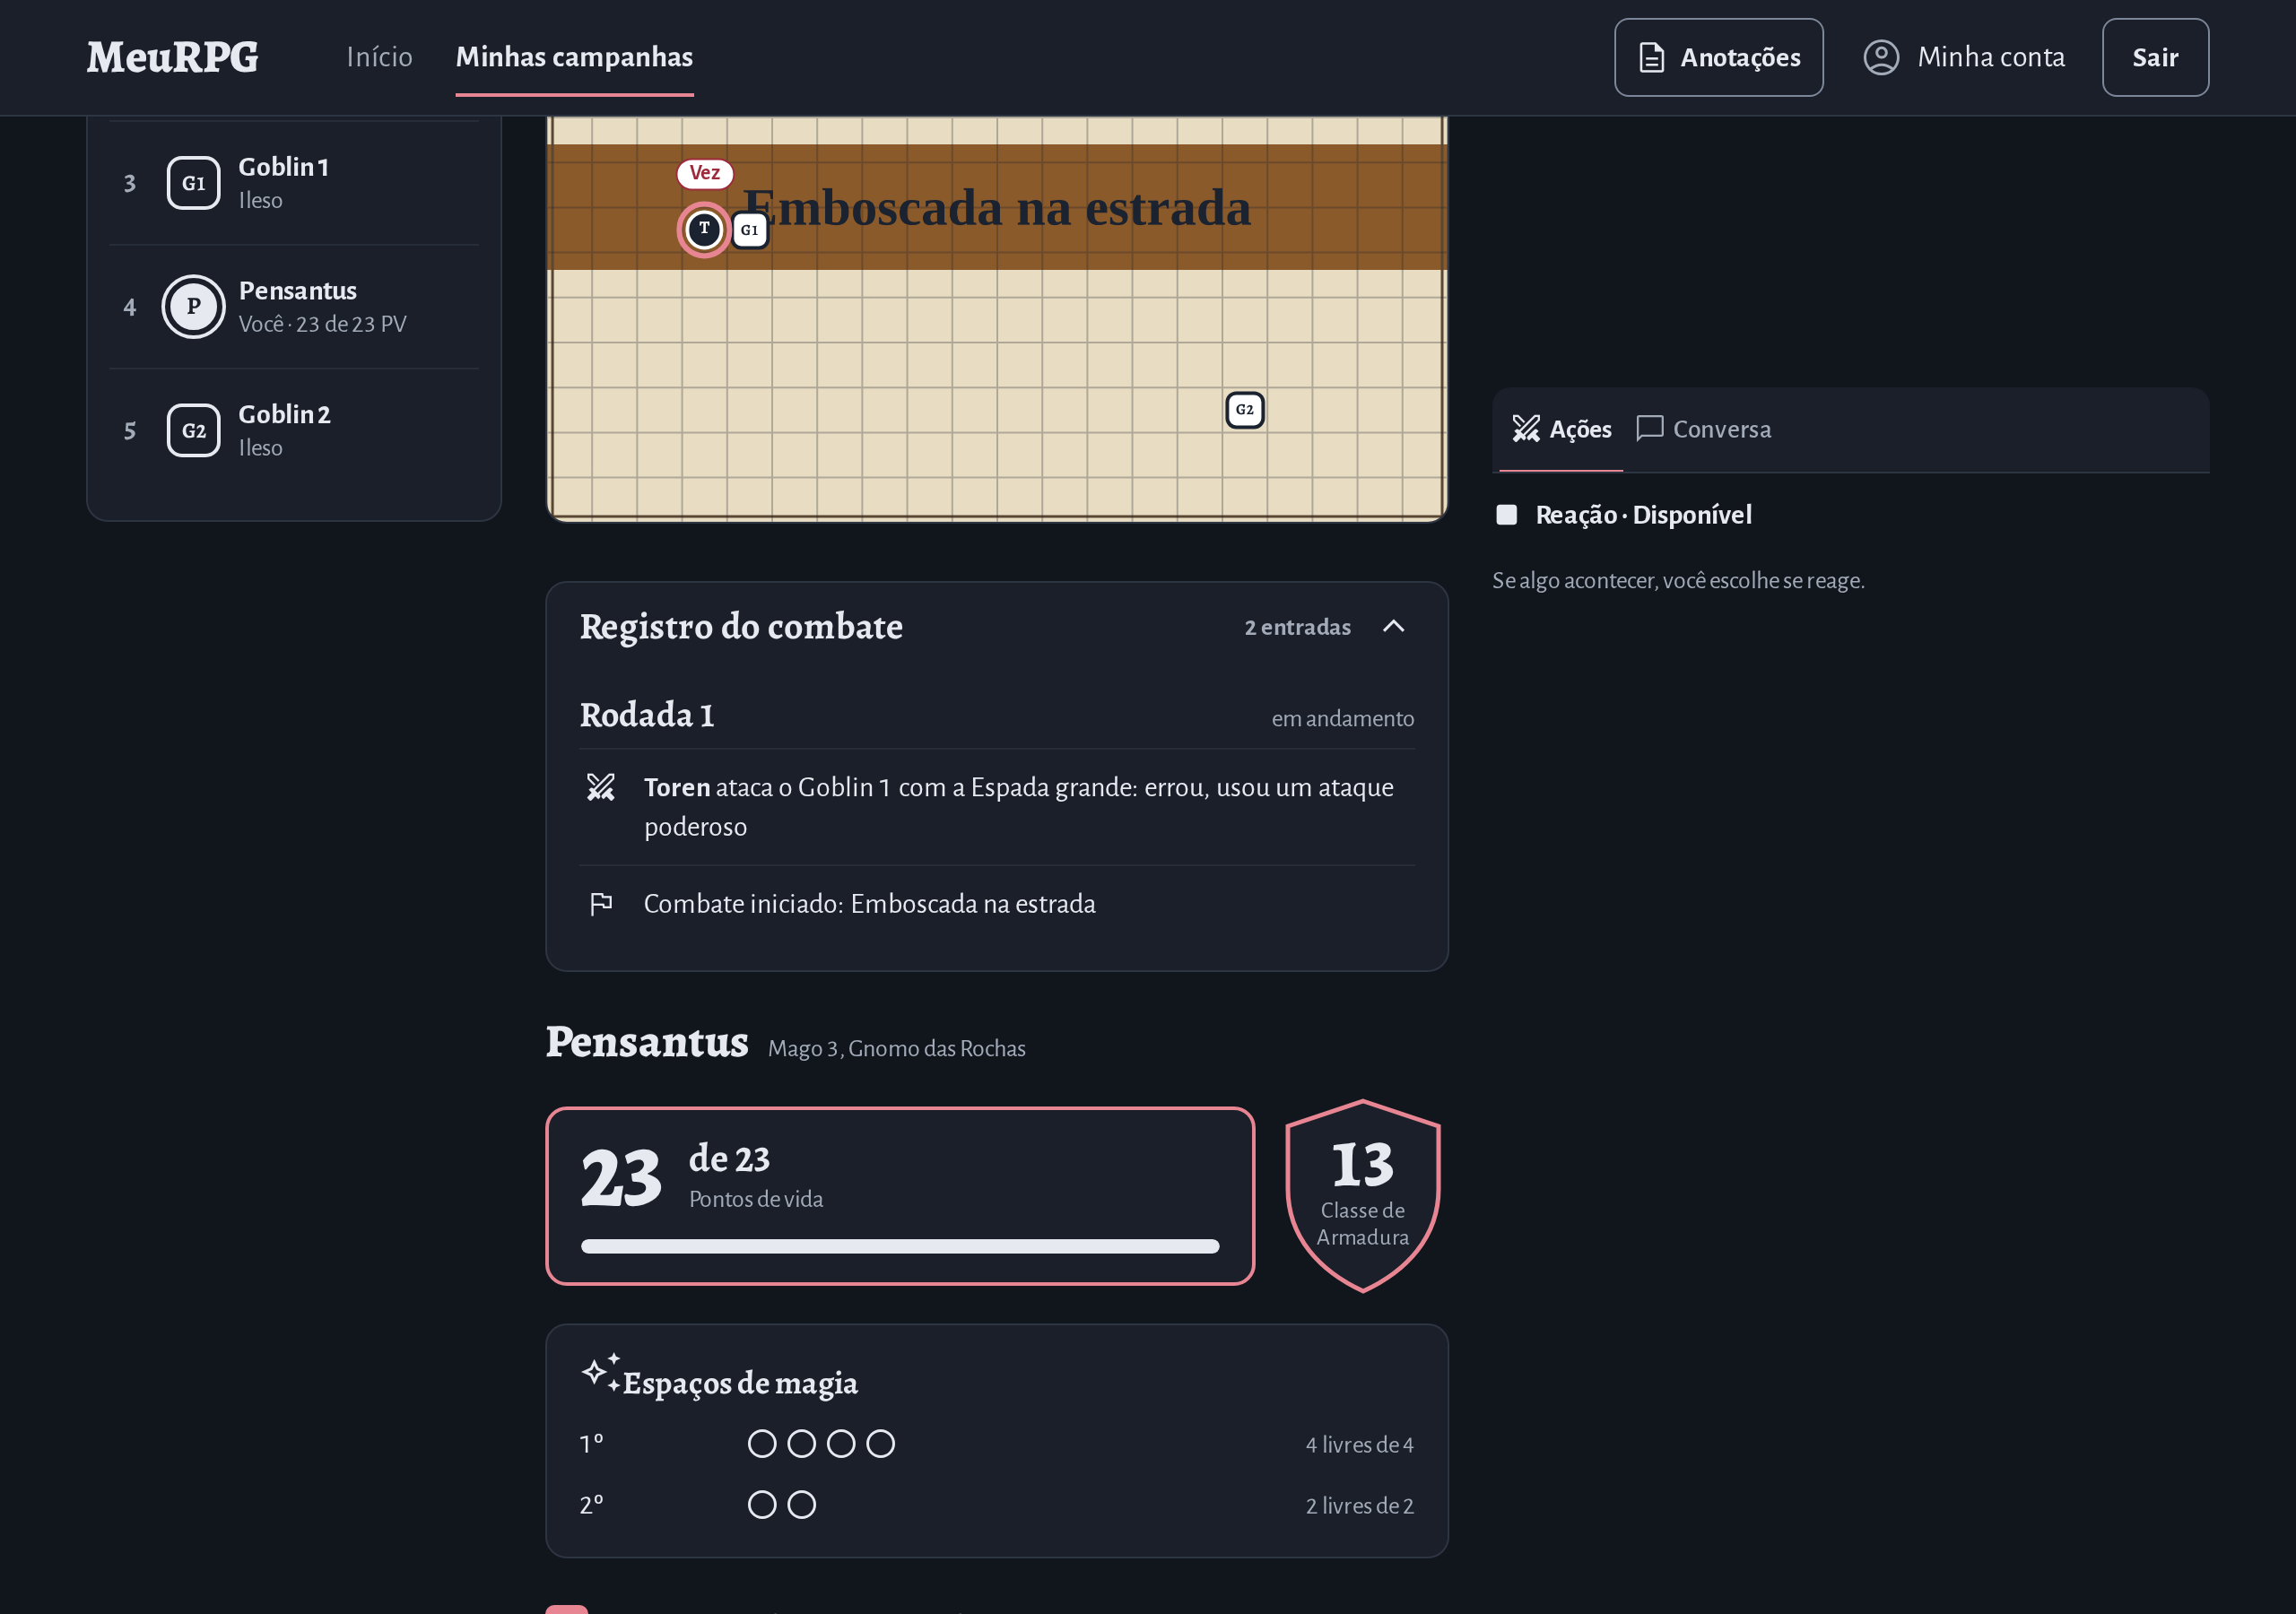 MeuRPG
Início
Minhas campanhas
Anotações
Minha conta
Sair
3
G1
Goblin 1
Ileso
4
P
Pensantus
Você · 23 de 23 PV
5
G2
Goblin 2
Ileso
Vez
T
G1
Emboscada na estrada
G2
Ações
Conversa
Reação · Disponível
Se algo acontecer, você escolhe se reage.
Registro do combate
2 entradas
Rodada 1
em andamento
Toren ataca o Goblin 1 com a Espada grande: errou, usou um ataque
poderoso
Combate iniciado: Emboscada na estrada
Pensantus
Mago 3, Gnomo das Rochas
23
de 23
Pontos de vida
13
Classe de
Armadura
Espaços de magia
1º
4 livres de 4
2º
2 livres de 2